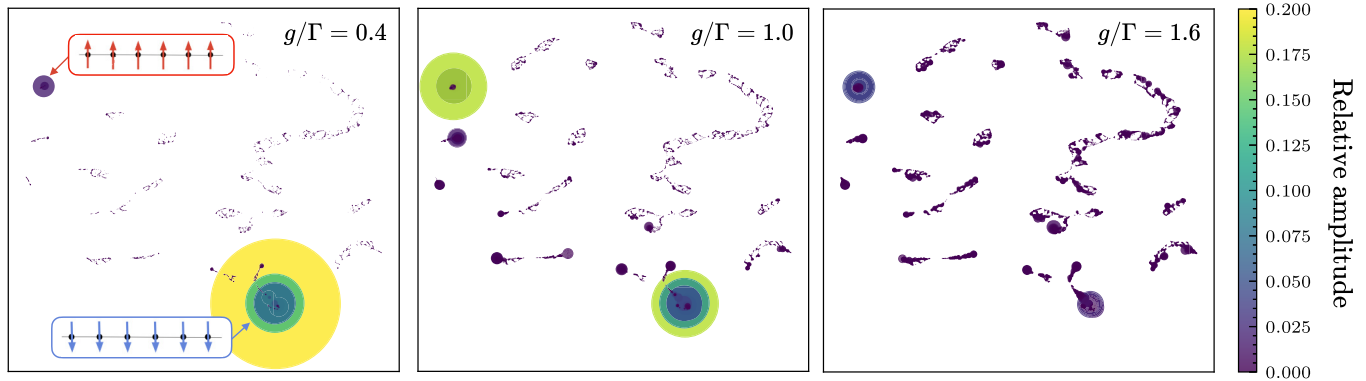 g/Γ = 0.4
g/Γ = 1.0
g/Γ = 1.6
0.200
0.175
0.150
0.125
0.100
0.075
0.050
0.025
0.000
Relative amplitude